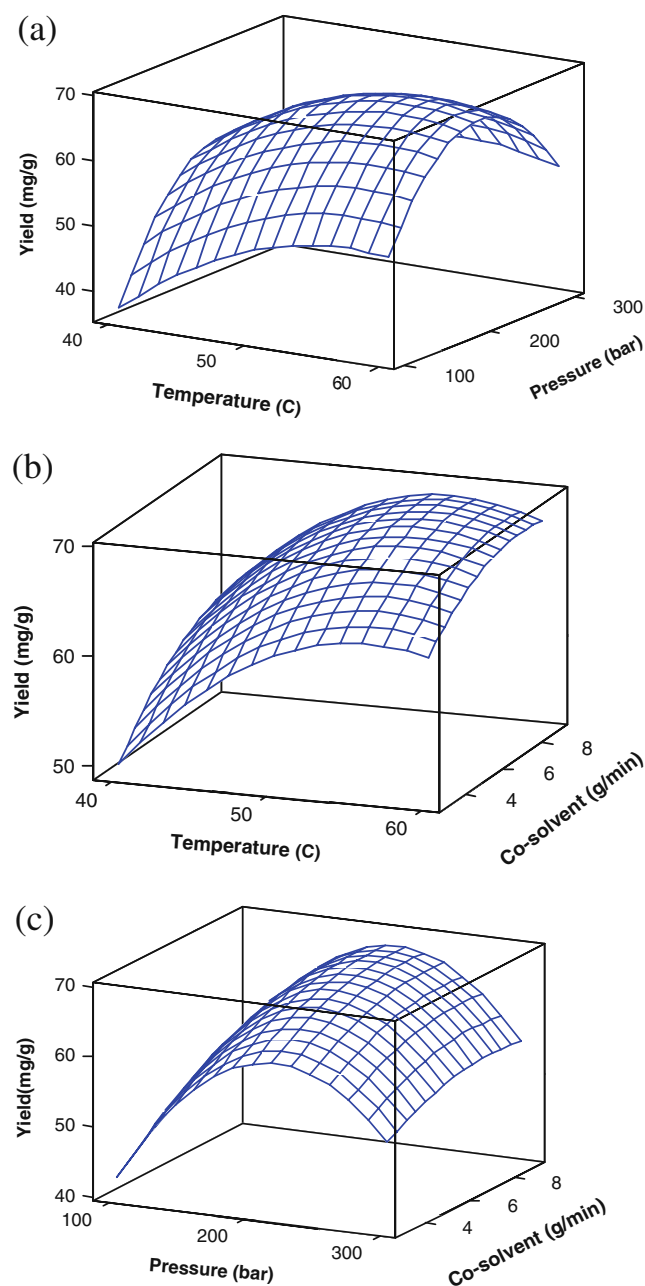 (a)
70
60
50
40
Yield (mg/g)
40
50
60
Temperature (C)
100
200
300
Pressure (bar)
(b)
70
60
50
Yield (mg/g)
40
50
60
Temperature (C)
4
6
8
Co-solvent (g/min)
(c)
70
60
50
40
Yield(mg/g)
100
200
300
Pressure (bar)
4
6
8
Co-solvent (g/min)